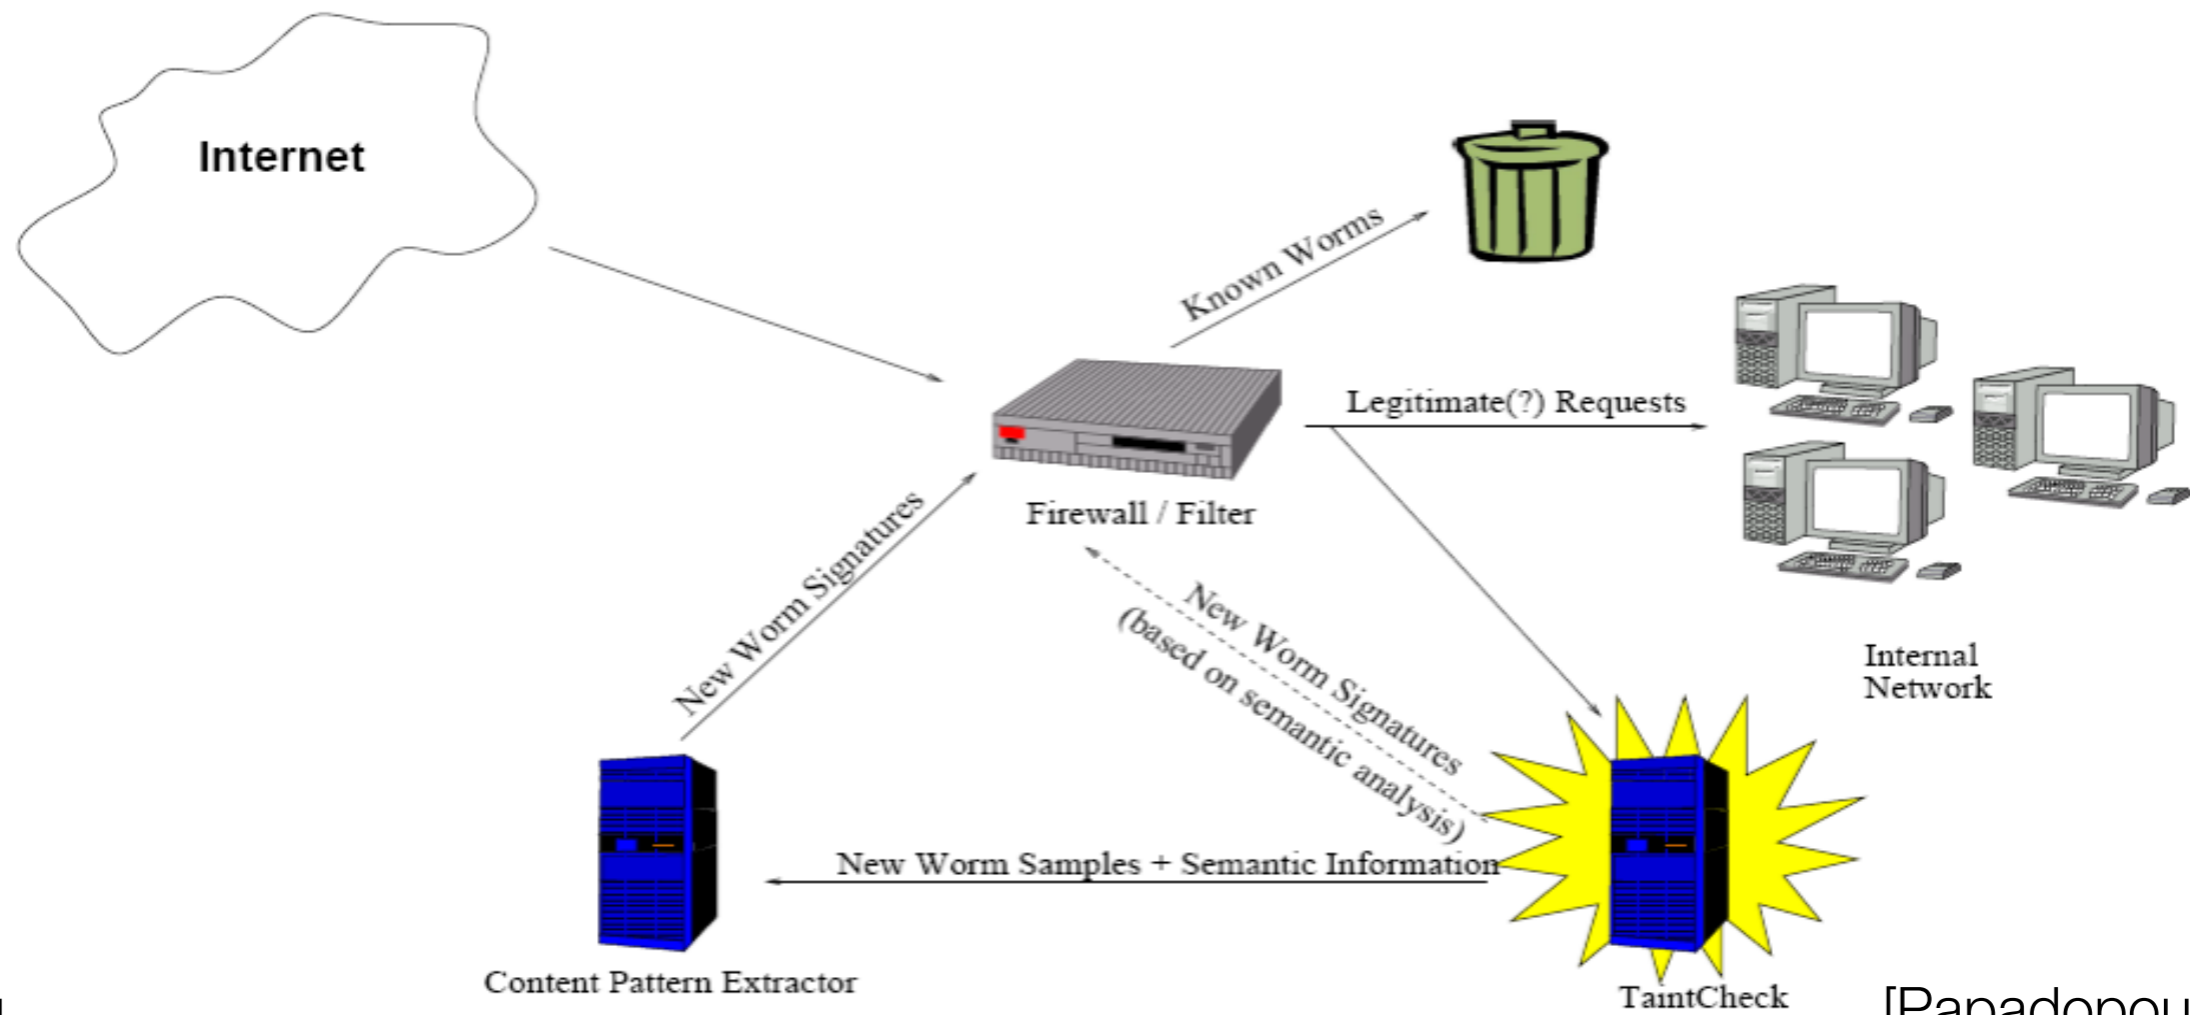 Internet
Known Worms
Legitimate(?) Requests
Firewall / Filter
New Worm Signatures
New Worm Signatures
(based on semantic analysis)
Internal
Network
New Worm Samples + Semantic Information
Content Pattern Extractor
TaintCheck